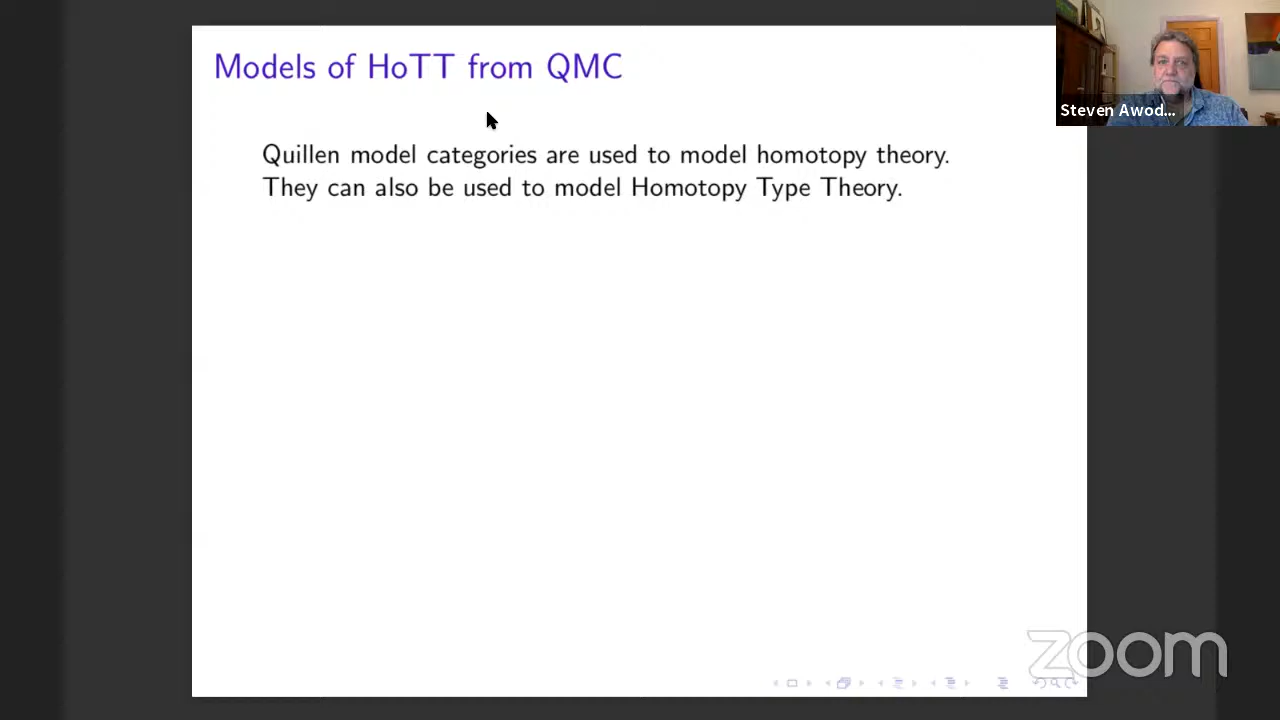 Models of HoTT from QMC
Steven Awod...
Quillen model categories are used to model homotopy theory.
They can also be used to model Homotopy Type Theory.
zoom